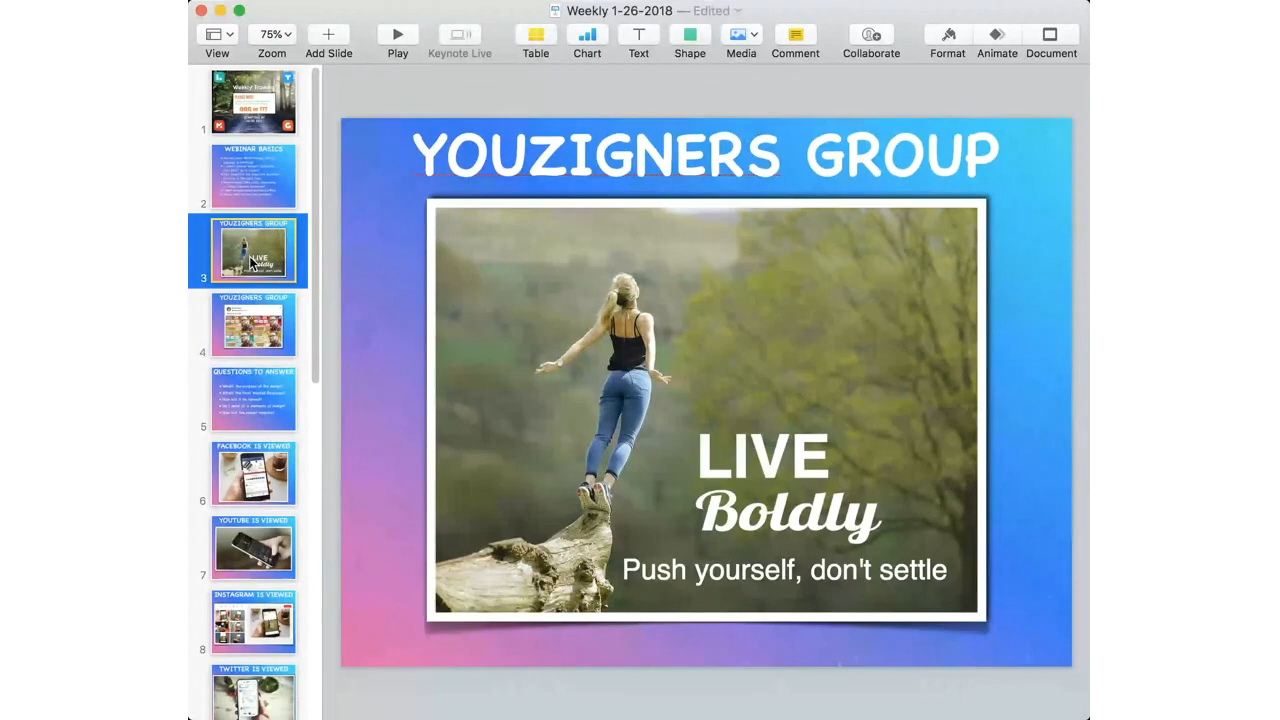 Weekly 1-26-2018 — Edited
75%
View
Zoom
Add Slide
Play
Keynote Live
Table
Chart
Text
Shape
Media
Comment
Collaborate
Format
Animate
Document
1
WEBINAR BASICS
2
YOUZIGNERS GROUP
LIVE
Boldly
3
YOUZIGNERS GROUP
4
QUESTIONS TO ANSWER
5
FACEBOOK IS VIEWED
6
YOUTUBE IS VIEWED
7
INSTAGRAM IS VIEWED
8
TWITTER IS VIEWED
YOUZIGNERS GROUP
LIVE
Boldly
Push yourself, don't settle